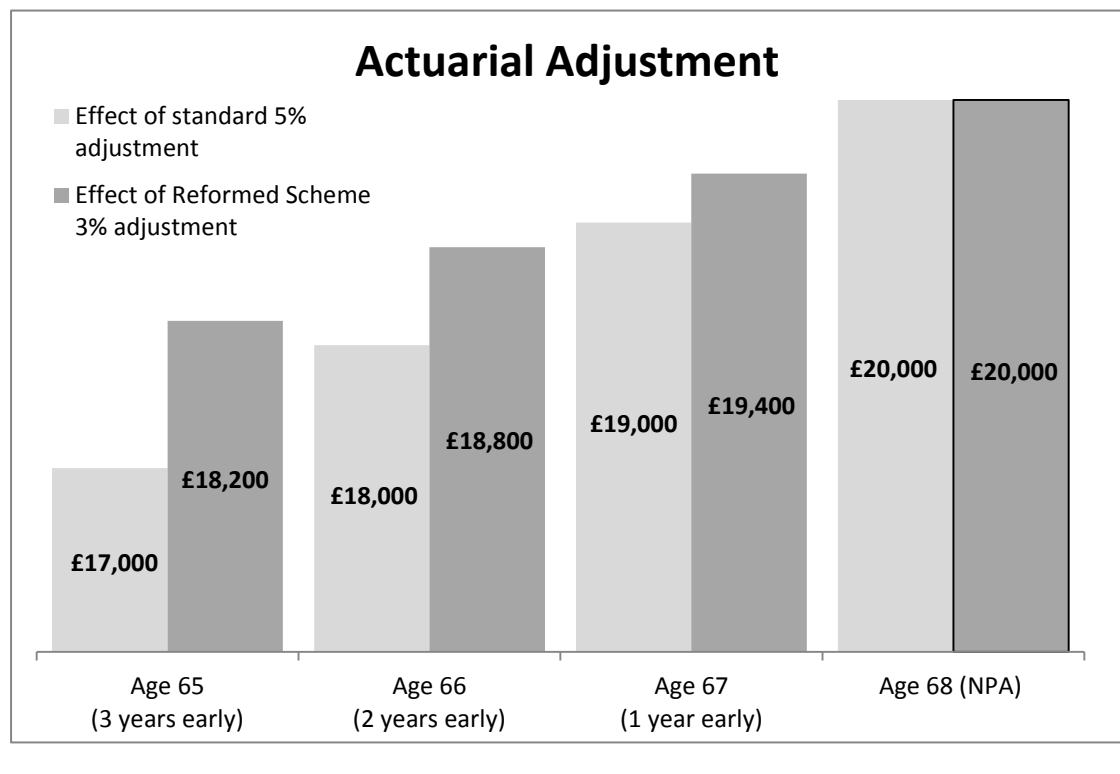 Actuarial Adjustment
Effect of standard 5%
adjustment
Effect of Reformed Scheme
3% adjustment
£17,000
£18,200
£18,000
£18,800
£19,000
£19,400
£20,000
£20,000
Age 65
(3 years early)
Age 66
(2 years early)
Age 67
(1 year early)
Age 68 (NPA)